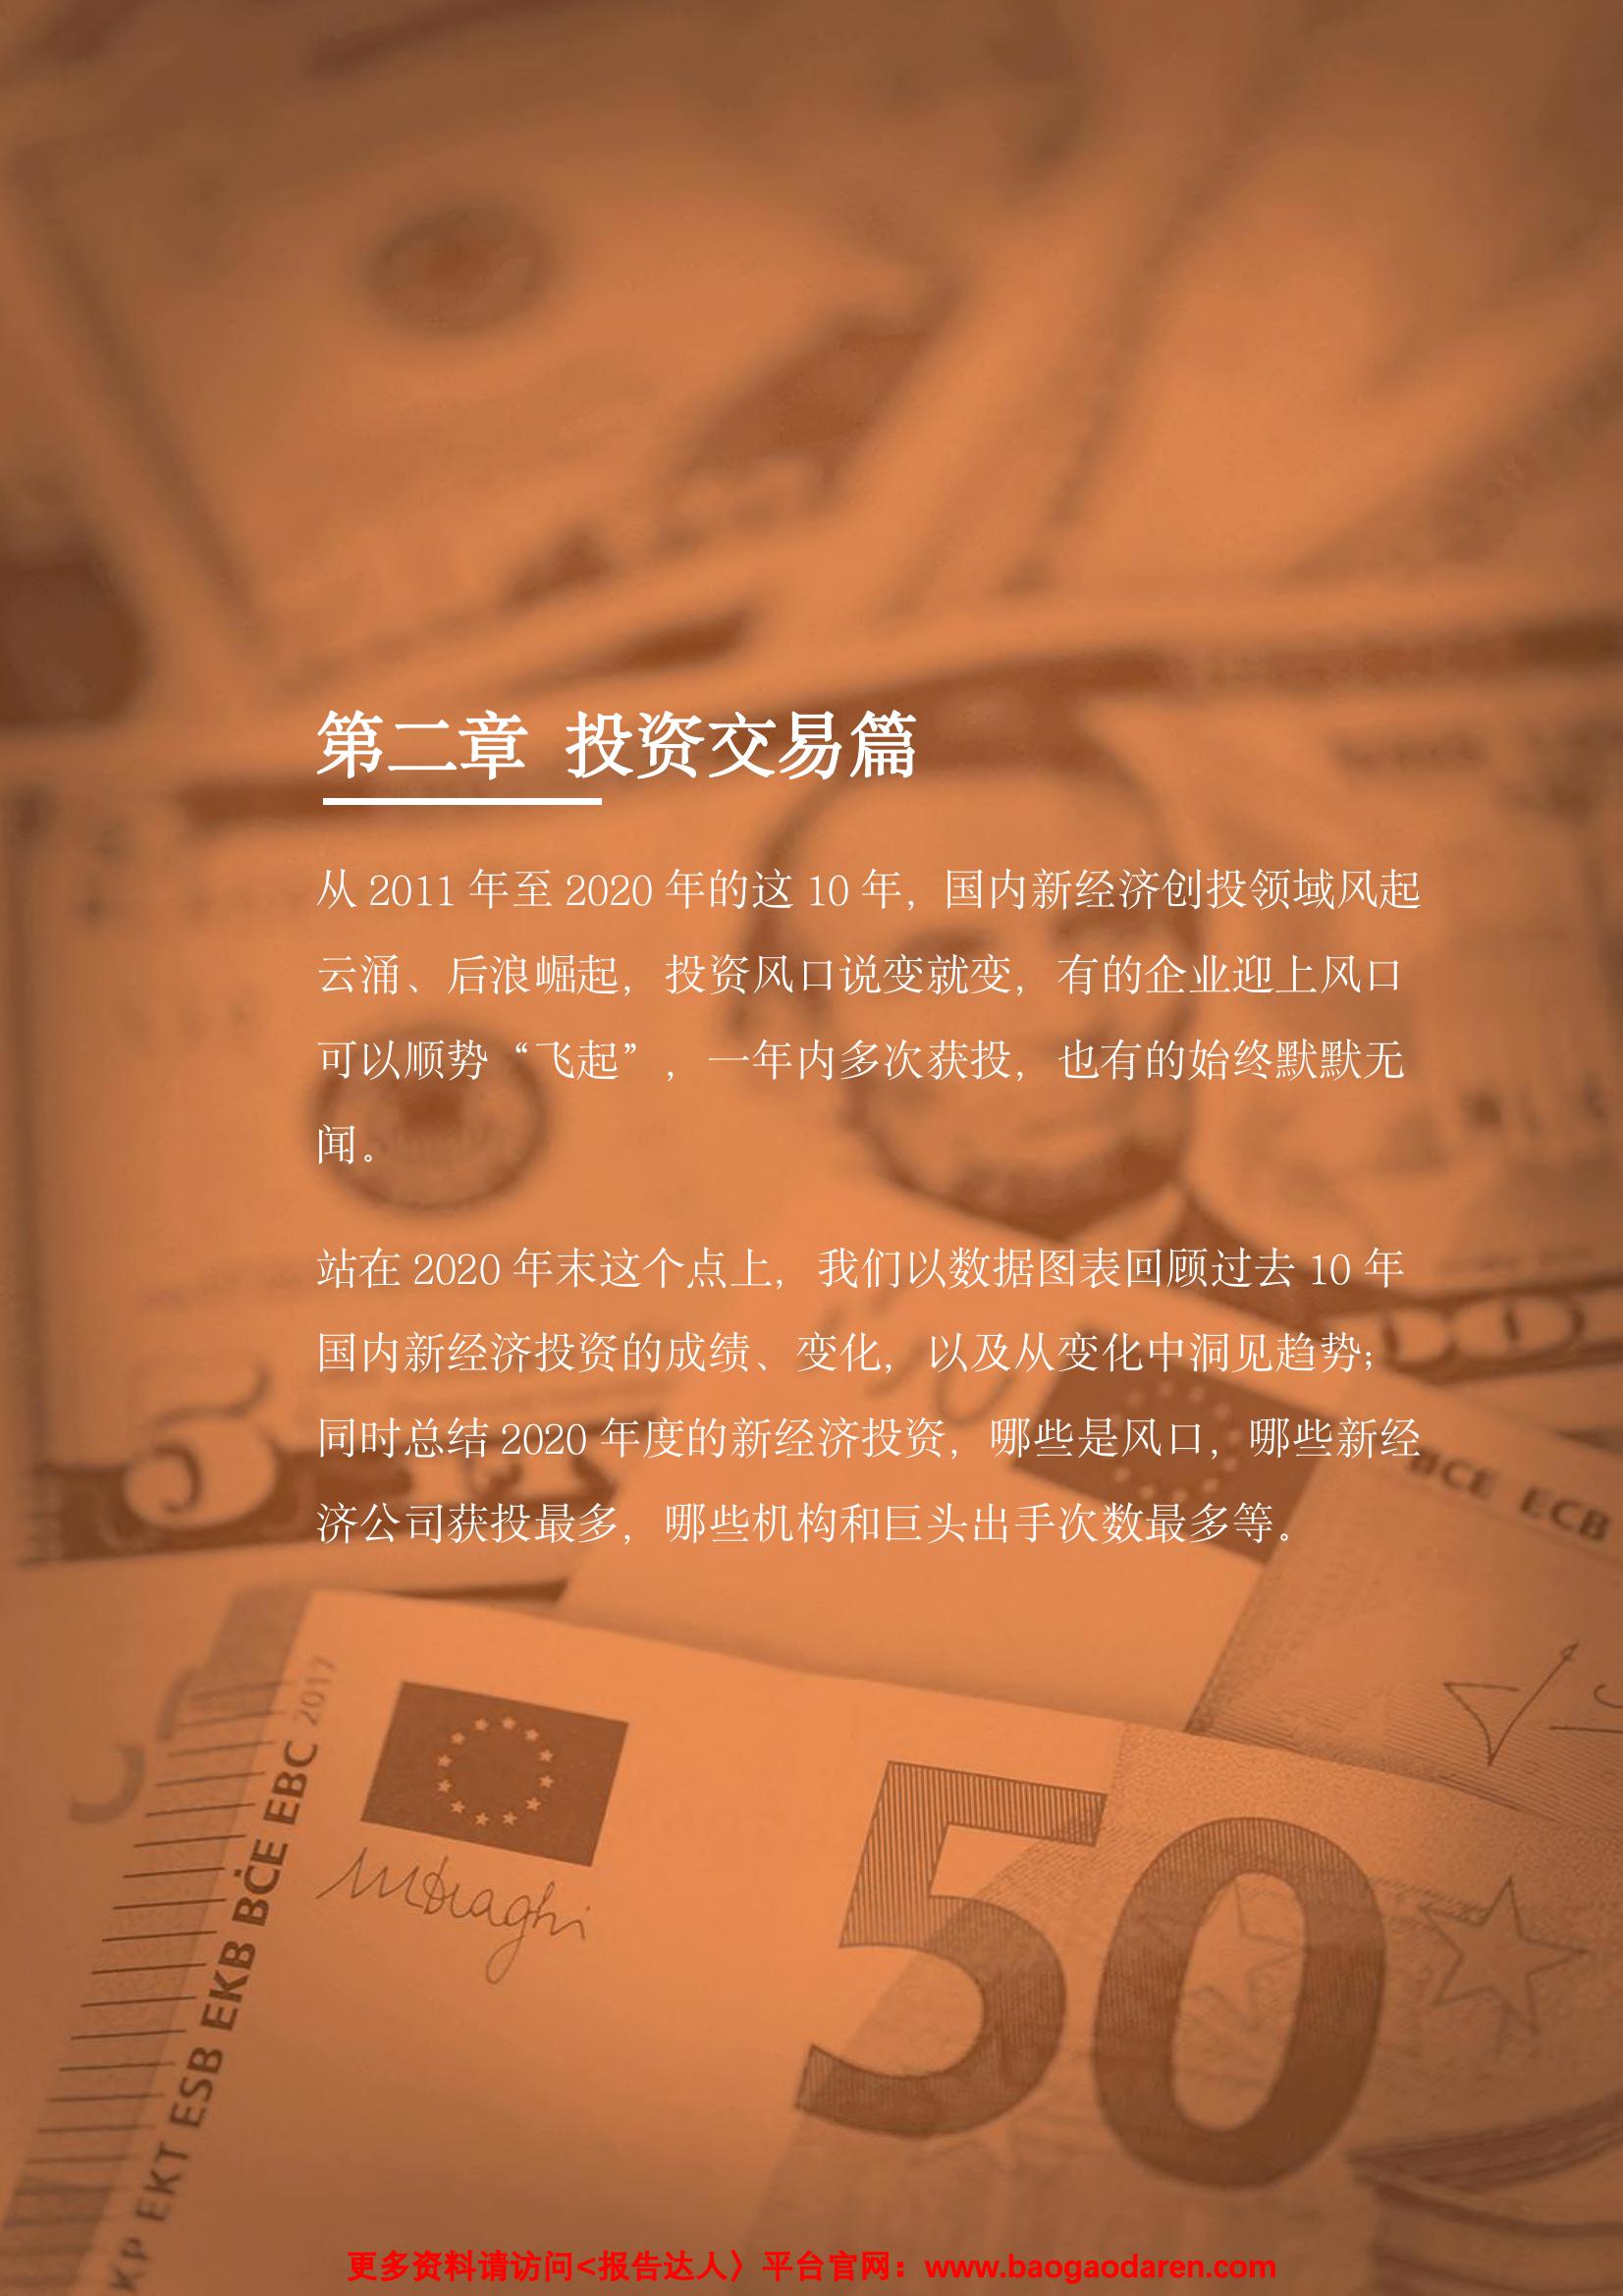 第二章 投资交易篇
从 2011 年至 2020 年的这 10 年，国内新经济创投领域风起
云涌、后浪崛起，投资风口说变就变，有的企业迎上风口
可以顺势“飞起”，一年内多次获投，也有的始终默默无
闻。
站在 2020 年末这个点上，我们以数据图表回顾过去 10 年
国内新经济投资的成绩、变化，以及从变化中洞见趋势；
同时总结 2020 年度的新经济投资，哪些是风口，哪些新经
济公司获投最多，哪些机构和巨头出手次数最多等。
BCE ECB
KP EKT ESB EKB BĊE EBC 2017
MDraghi
50
更多资料请访问<报告达人〉平台官网：www.baogaodaren.com